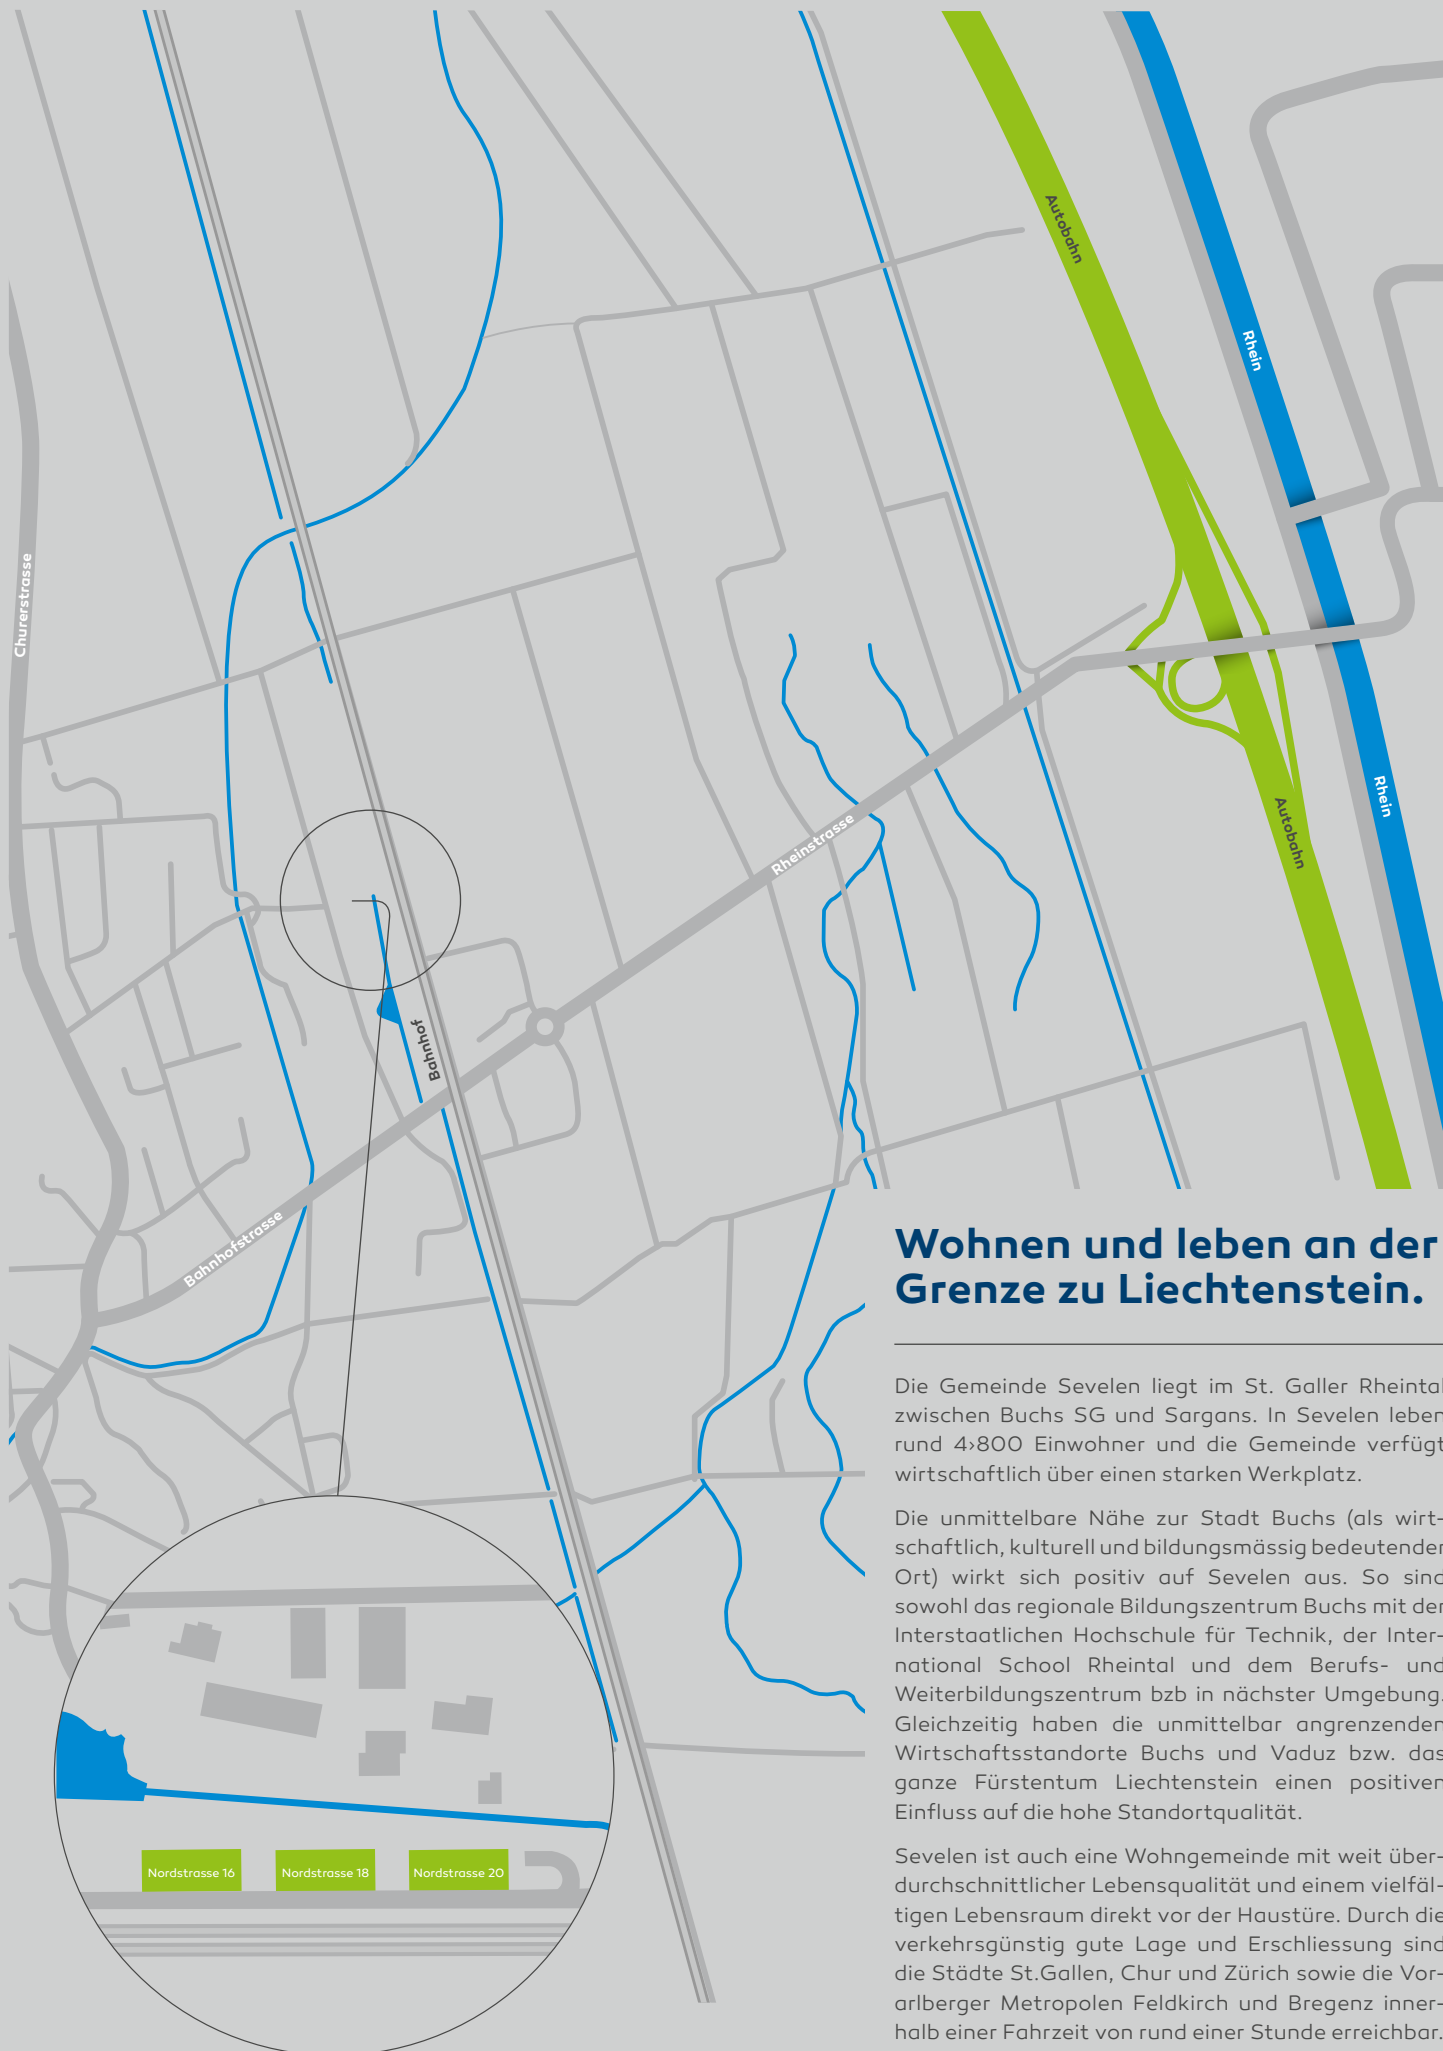 Autobahn
Rhein
Churerstrasse
Rhein
Autobahn
Rheinstrasse
Bahnhof
Bahnhofstrasse
Wohnen und leben an der
Grenze zu Liechtenstein.
Die Gemeinde Sevelen liegt im St. Galler Rheintal
zwischen Buchs SG und Sargans. In Sevelen leben
rund 4›800 Einwohner und die Gemeinde verfügt
wirtschaftlich über einen starken Werkplatz.
Die unmittelbare Nähe zur Stadt Buchs (als wirt-
schaftlich, kulturell und bildungsmässig bedeutender
Ort) wirkt sich positiv auf Sevelen aus. So sind
sowohl das regionale Bildungszentrum Buchs mit der
Interstaatlichen Hochschule für Technik, der Inter-
national School Rheintal und dem Berufs- und
Weiterbildungszentrum bzb in nächster Umgebung.
Gleichzeitig haben die unmittelbar angrenzenden
Wirtschaftsstandorte Buchs und Vaduz bzw. das
ganze Fürstentum Liechtenstein einen positiven
Einfluss auf die hohe Standortqualität.
Sevelen ist auch eine Wohngemeinde mit weit über-
durchschnittlicher Lebensqualität und einem vielfäl-
tigen Lebensraum direkt vor der Haustüre. Durch die
verkehrsgünstig gute Lage und Erschliessung sind
die Städte St.Gallen, Chur und Zürich sowie die Vor-
arlberger Metropolen Feldkirch und Bregenz inner-
halb einer Fahrzeit von rund einer Stunde erreichbar.
Nordstrasse 16
Nordstrasse 18
Nordstrasse 20